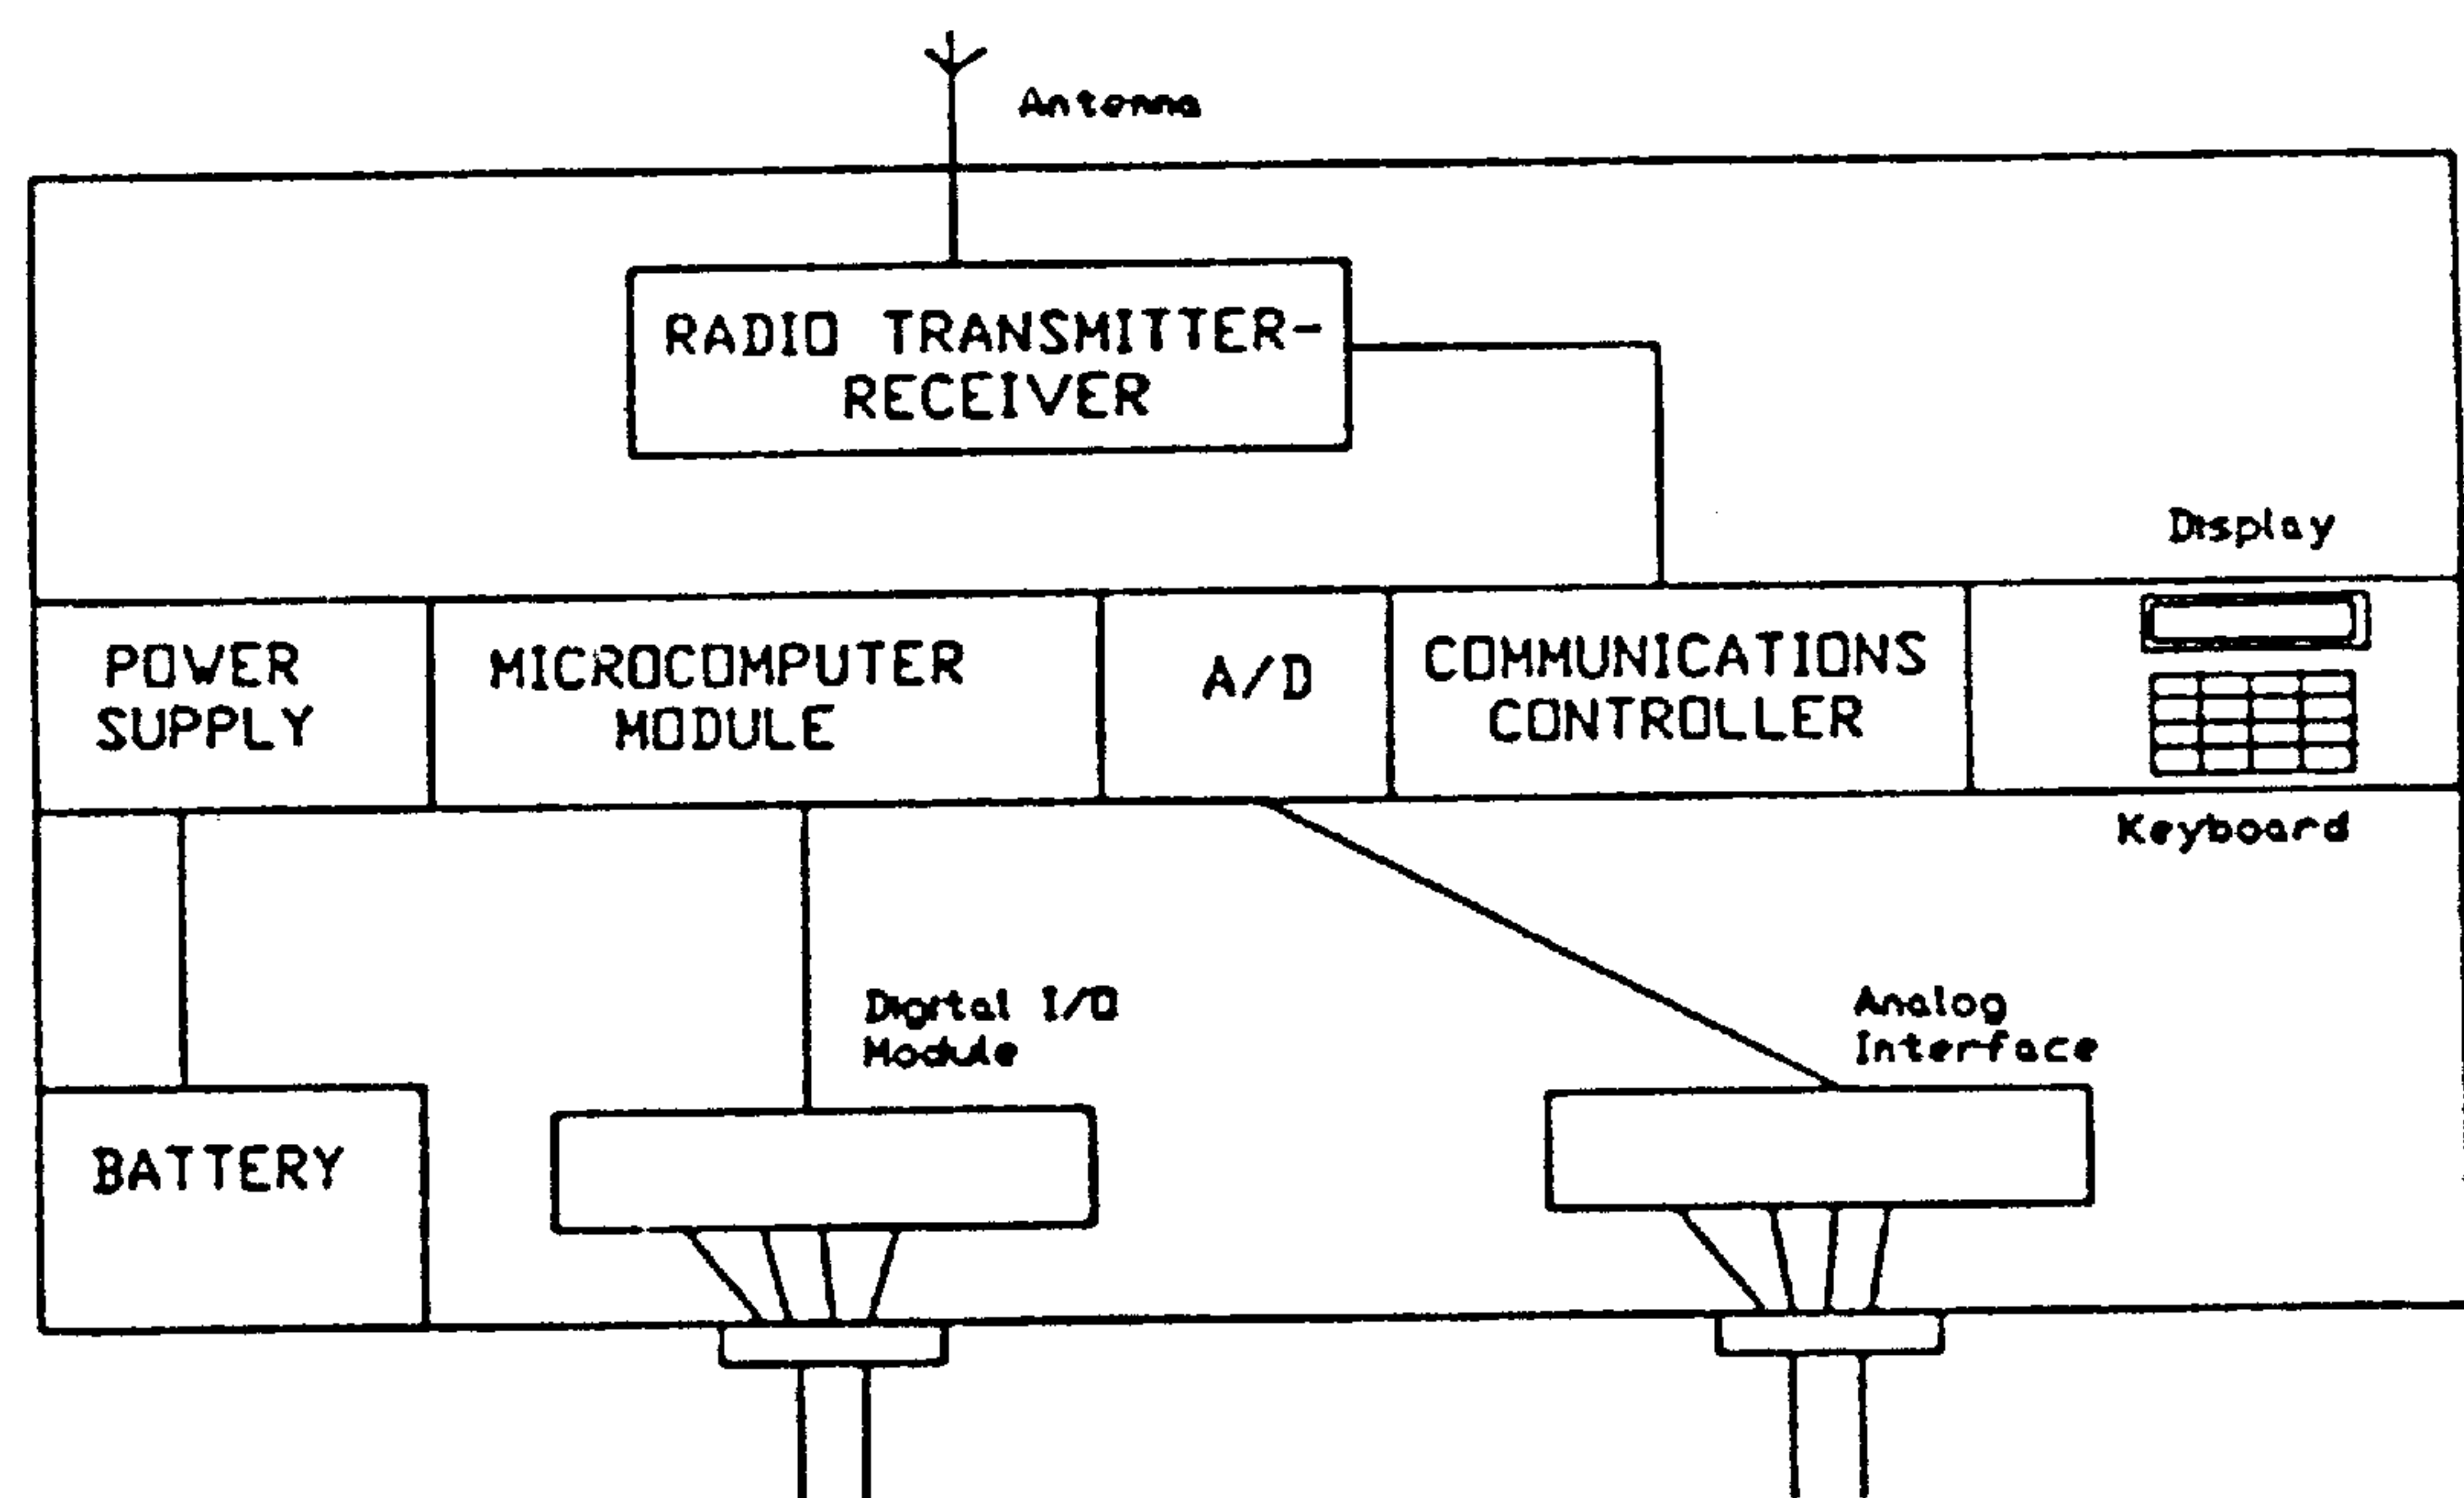 Antenna
RADIO TRANSMITTER-
RECEIVER
Display
POWER
SUPPLY
MICROCOMPUTER
MODULE
A/D
COMMUNICATIONS
CONTROLLER
Keyboard
Digital I/O
Module
Analog
Interface
BATTERY